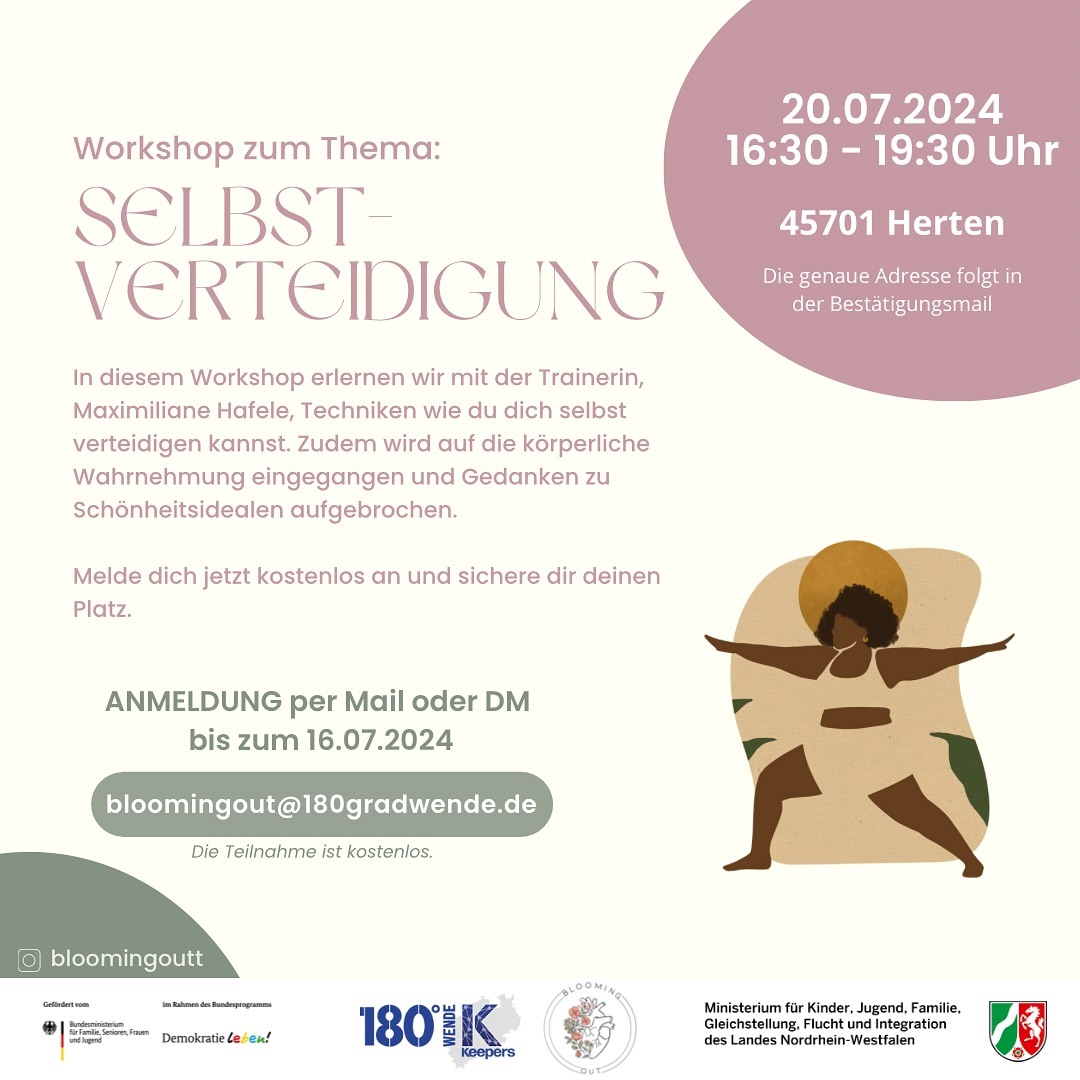 Workshop zum Thema:
SELBST-
VERTEIDIGUNG
20.07.2024
16:30 - 19:30 Uhr
45701 Herten
Die genaue Adresse folgt in
der Bestätigungsmail
In diesem Workshop erlernen wir mit der Trainerin,
Maximiliane Hafele, Techniken wie du dich selbst
verteidigen kannst. Zudem wird auf die körperliche
Wahrnehmung eingegangen und Gedanken zu
Schönheitsidealen aufgebrochen.
Melde dich jetzt kostenlos an und sichere dir deinen
Platz.
ANMELDUNG per Mail oder DM
bis zum 16.07.2024
bloomingout@180gradwende.de
Die Teilnahme ist kostenlos.
bloomingoutt
Gefördert vom
Bundesministerium
für Familie, Senioren, Frauen
und Jugend
im Rahmen des Bundesprogramms
Demokratie leben!
180°
WENDE
K
Keepers
BLOOMING
OUT
Ministerium für Kinder, Jugend, Familie,
Gleichstellung, Flucht und Integration
des Landes Nordrhein-Westfalen